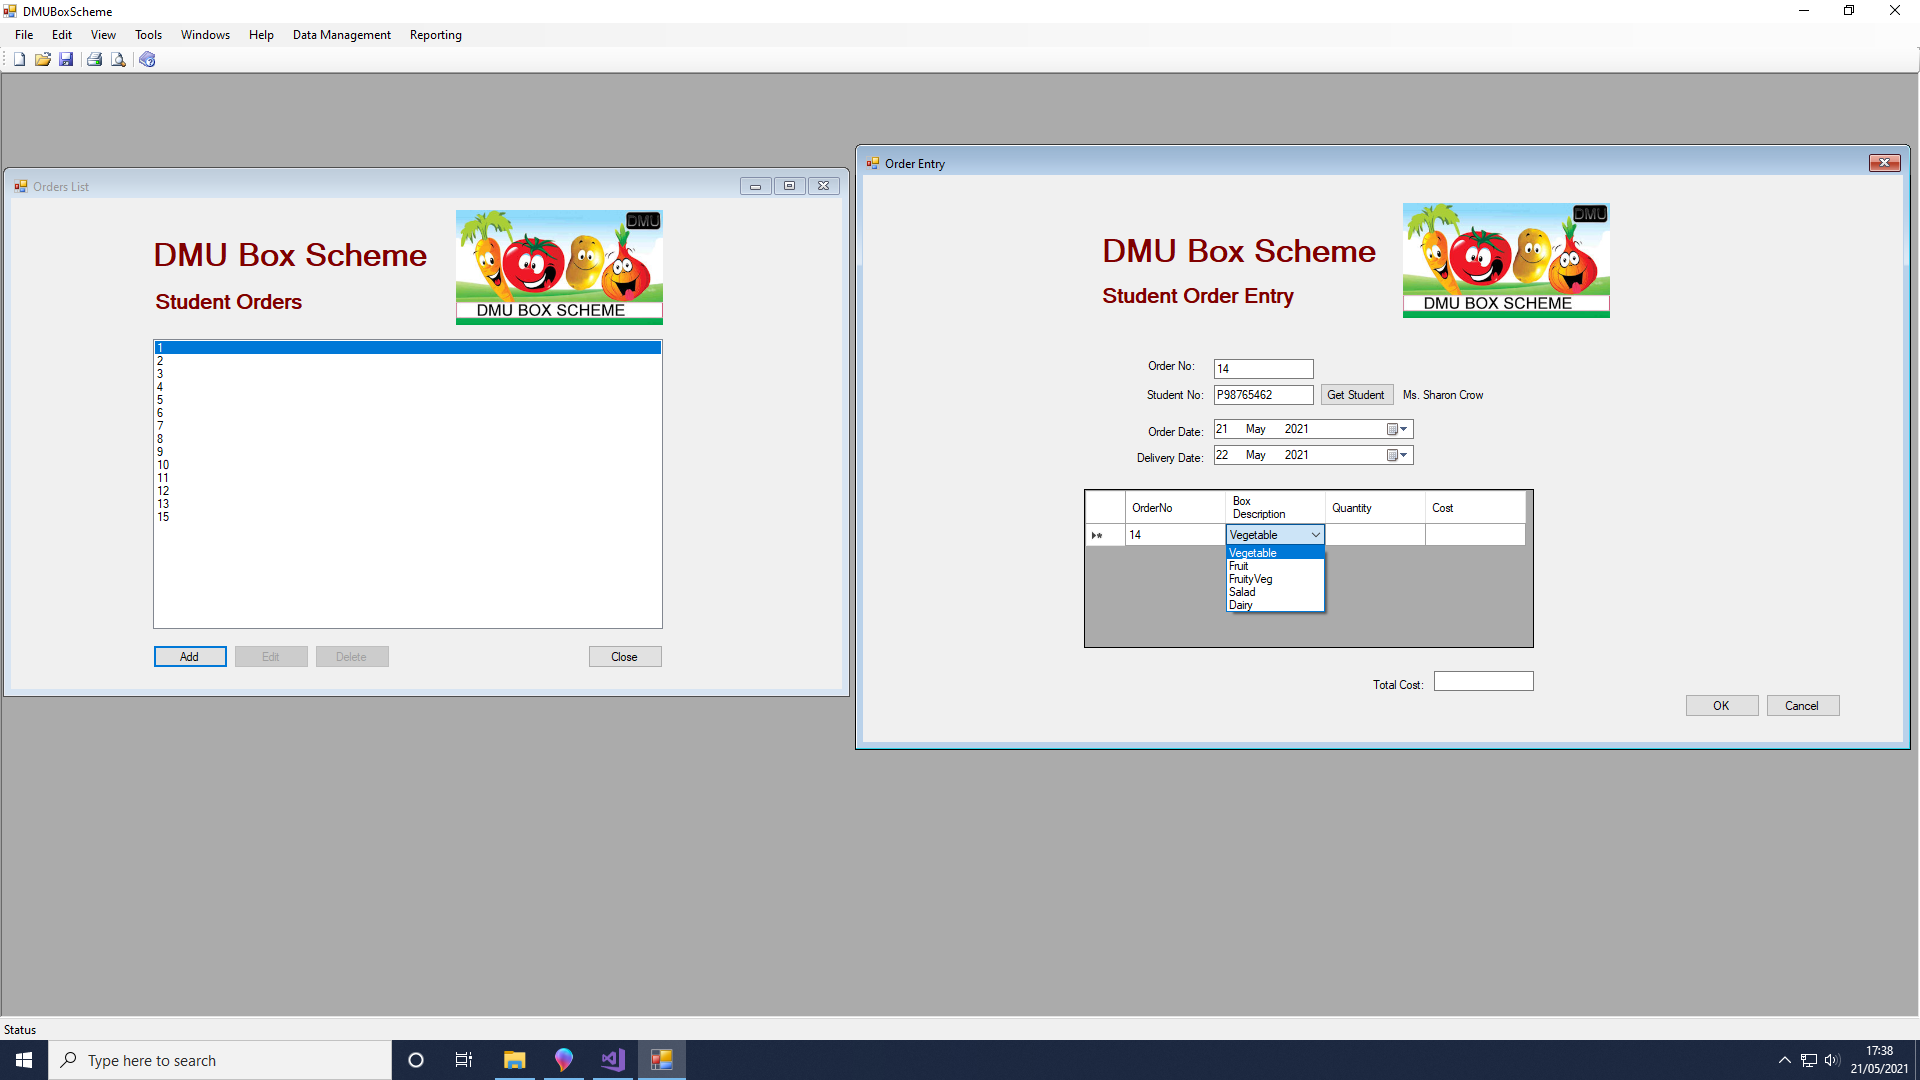 DMUBoxScheme
File Edit View Tools Windows Help Data Management Reporting
Orders List
DMU Box Scheme
Student Orders
DMU
DMU BOX SCHEME
1
2
3
4
5
6
7
8
9
10
11
12
13
15
Add Edit Delete Close
Order Entry
DMU Box Scheme
Student Order Entry
DMU
DMU BOX SCHEME
Order No: 14
Student No: P98765462 Get Student Ms. Sharon Crow
Order Date: 21 May 2021
Delivery Date: 22 May 2021
OrderNo Box Description Quantity Cost
14 Vegetable
Vegetable
Fruit
FruityVeg
Salad
Dairy
Total Cost:
OK Cancel
Status
Type here to search
17:38
21/05/2021